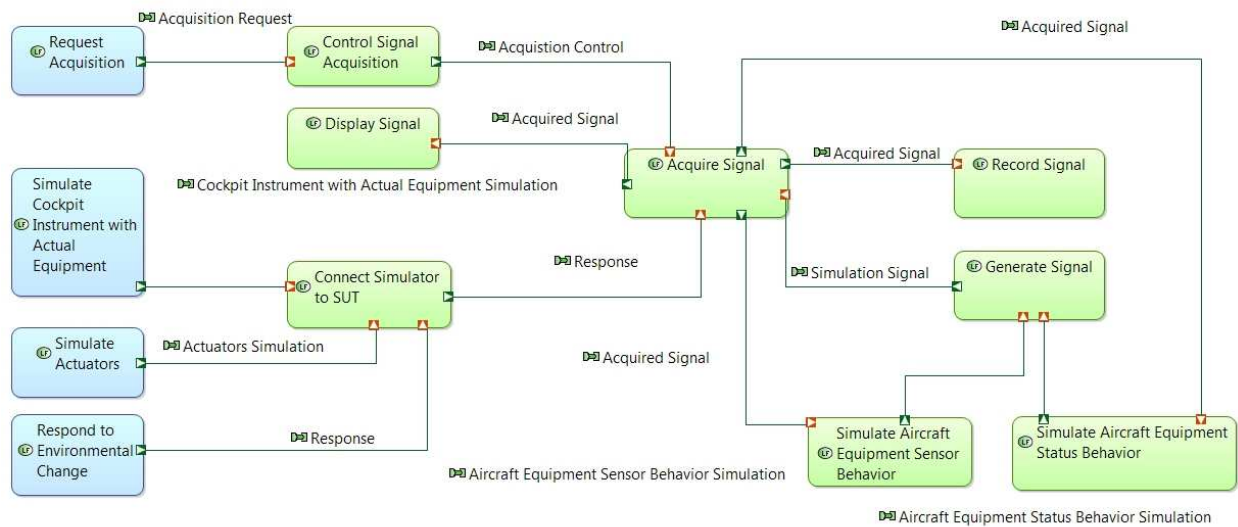 Acquisition Request
Acquired Signal
Request
Acquisition
Control Signal
Acquisition
Acquistion Control
Display Signal
Acquired Signal
Acquire Signal
Acquired Signal
Record Signal
Simulate
Cockpit
Instrument with
Actual
Equipment
Cockpit Instrument with Actual Equipment Simulation
Response
Simulation Signal
Generate Signal
Connect Simulator
to SUT
Simulate
Actuators
Actuators Simulation
Acquired Signal
Respond to
Environmental
Change
Response
Simulate Aircraft
Equipment Sensor
Behavior
Simulate Aircraft Equipment
Status Behavior
Aircraft Equipment Sensor Behavior Simulation
Aircraft Equipment Status Behavior Simulation